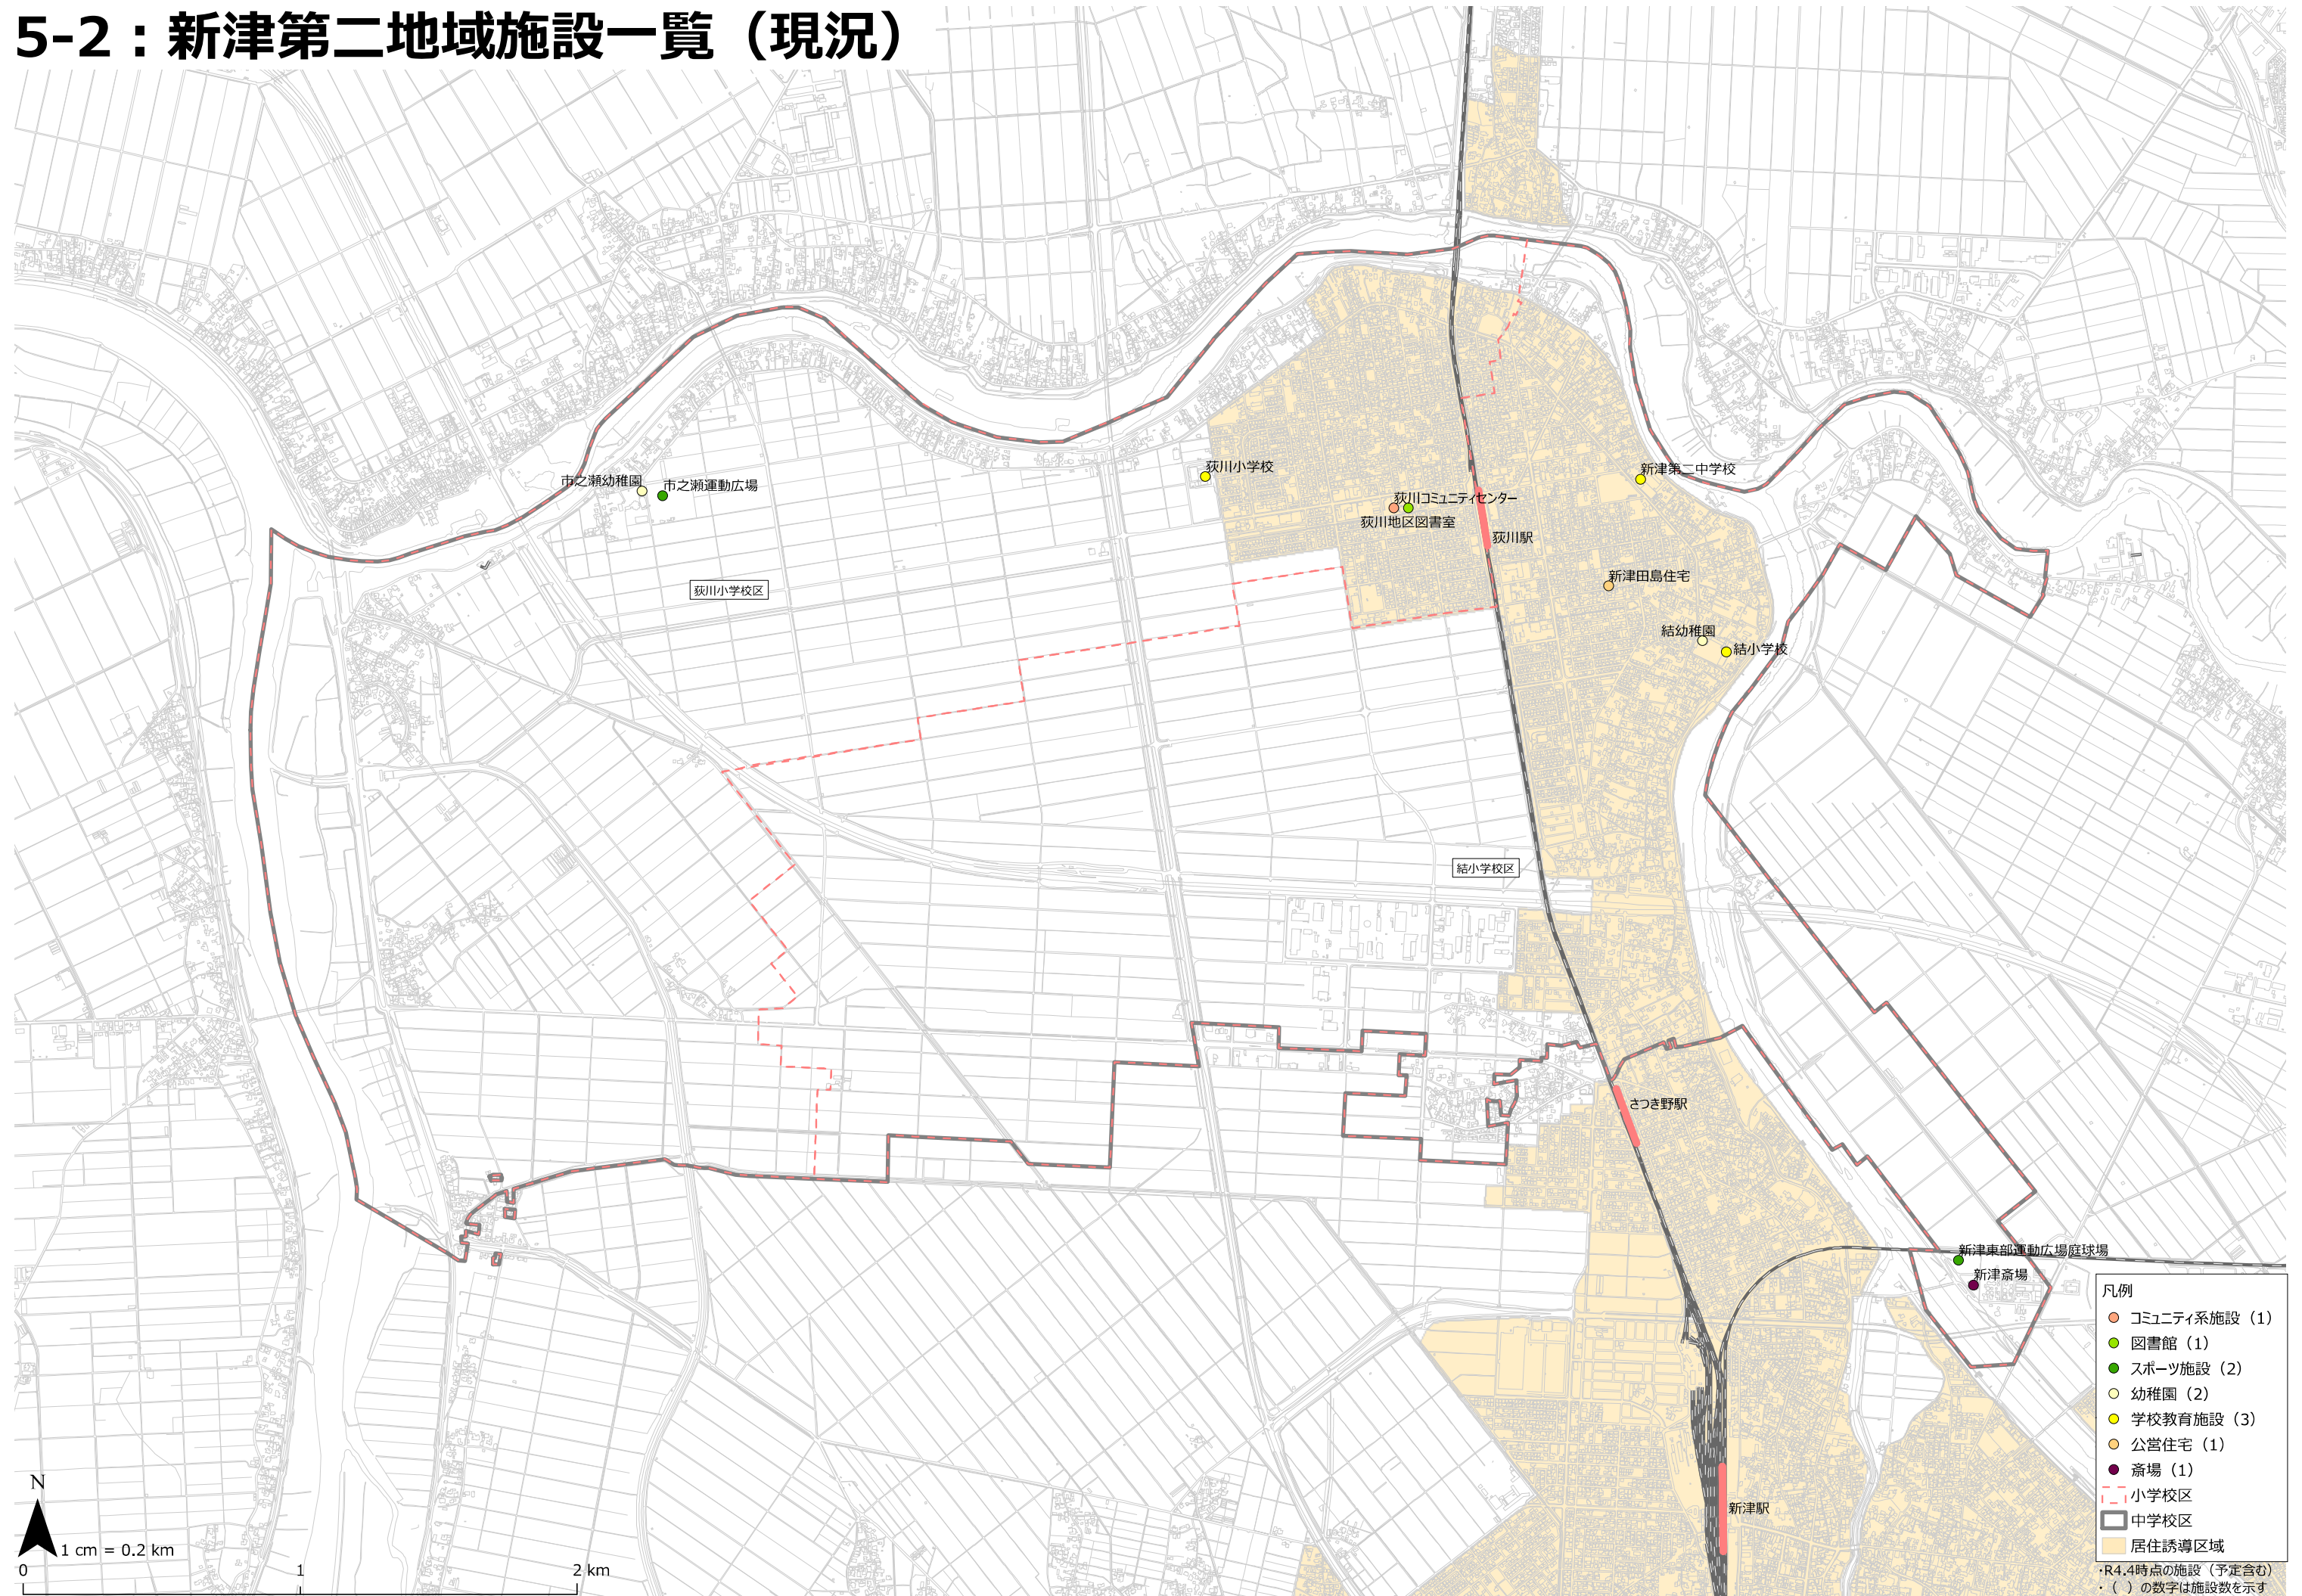 5-2：新津第二地域施設一覧（現況）
荻川小学校
新津第二中学校
市之瀬幼稚園
市之瀬運動広場
荻川コミュニティセンター
荻川地区図書室
荻川駅
新津田島住宅
荻川小学校区
結幼稚園
結小学校
結小学校区
さつき野駅
新津東部運動広場庭球場
新津斎場
凡例
コミュニティ系施設（1）
図書館（1）
スポーツ施設（2）
幼稚園（2）
学校教育施設（3）
公営住宅（1）
斎場（1）
小学校区
中学校区
居住誘導区域
・R4.4時点の施設（予定含む）
・（ ）の数字は施設数を示す
新津駅
N
1 cm = 0.2 km
0 1 2 km